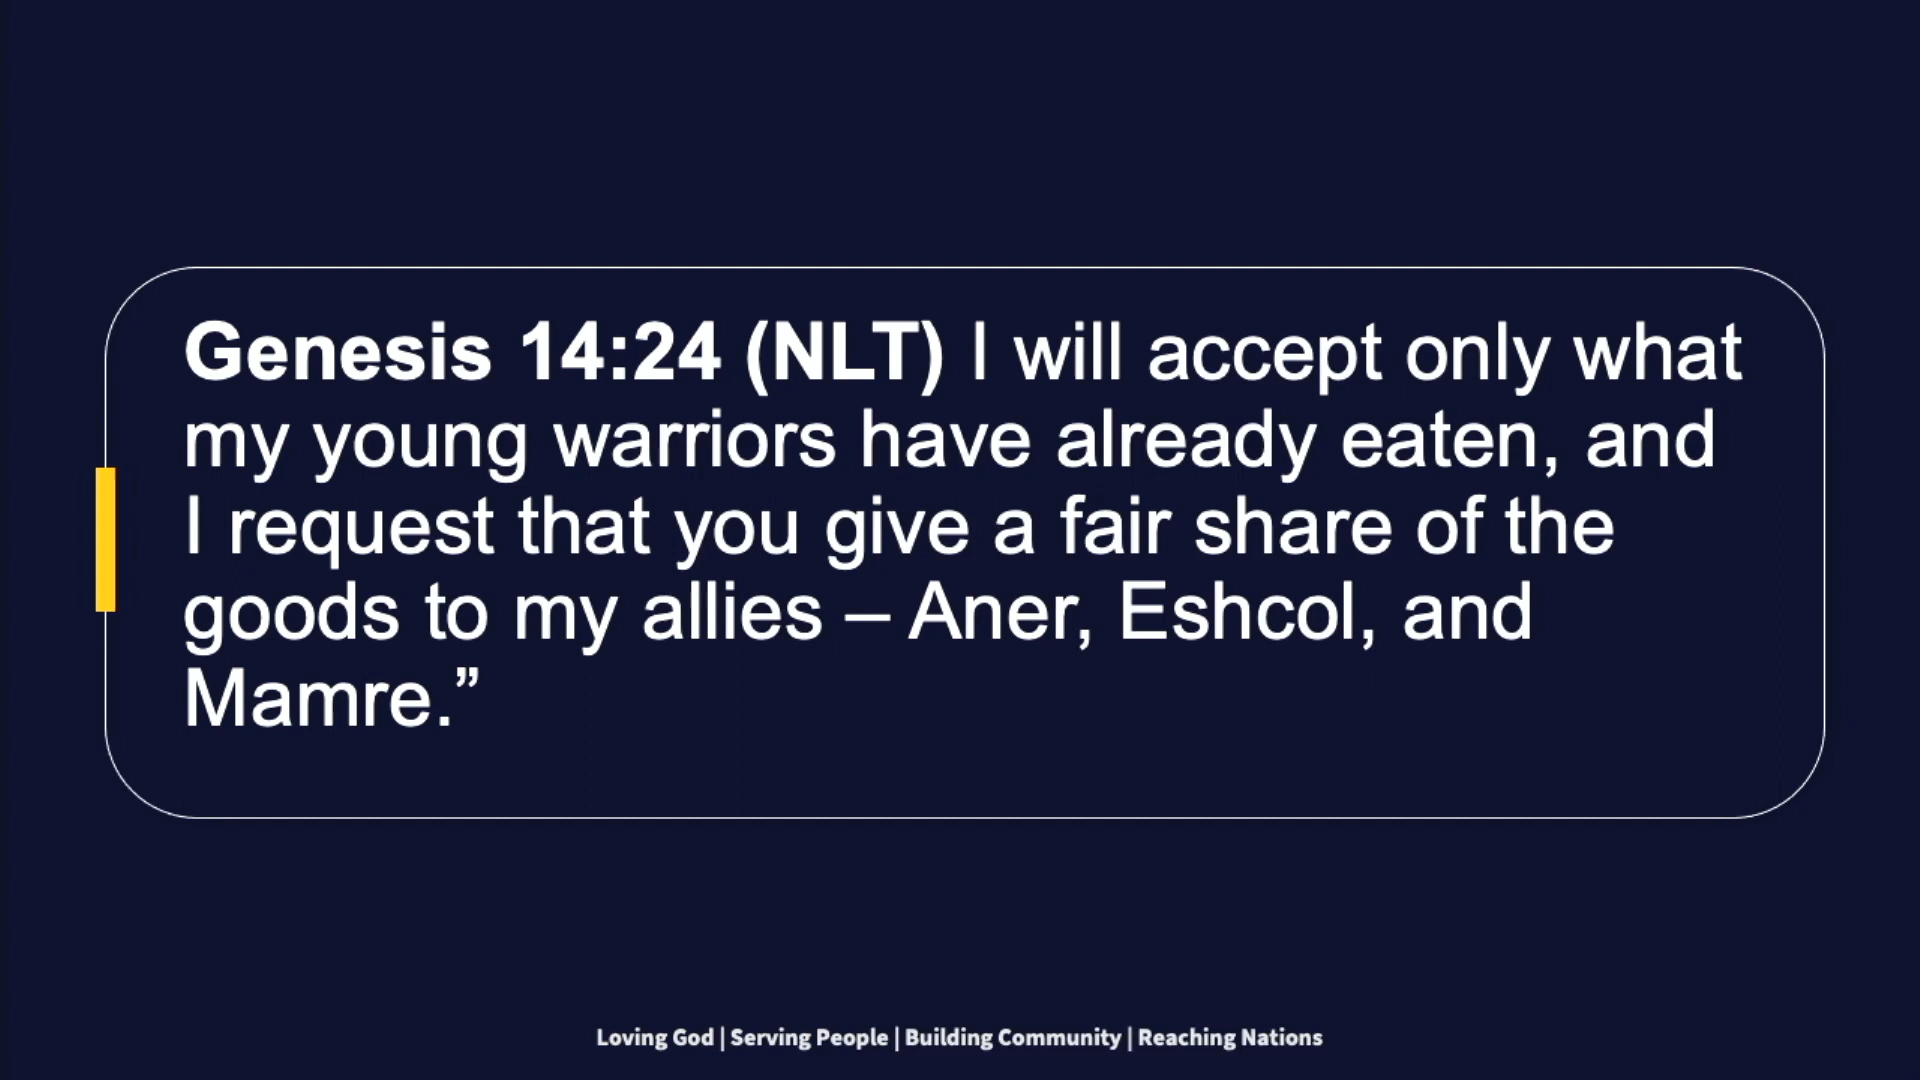 Genesis 14:24 (NLT) I will accept only what
my young warriors have already eaten, and
I request that you give a fair share of the
goods to my allies – Aner, Eshcol, and
Mamre.”
Loving God | Serving People | Building Community | Reaching Nations